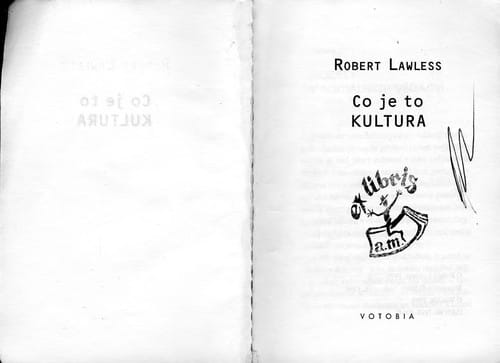 ROBERT LAWLESS
Co je to
KULTURA
ex libris
a.m.
VOTOBIA